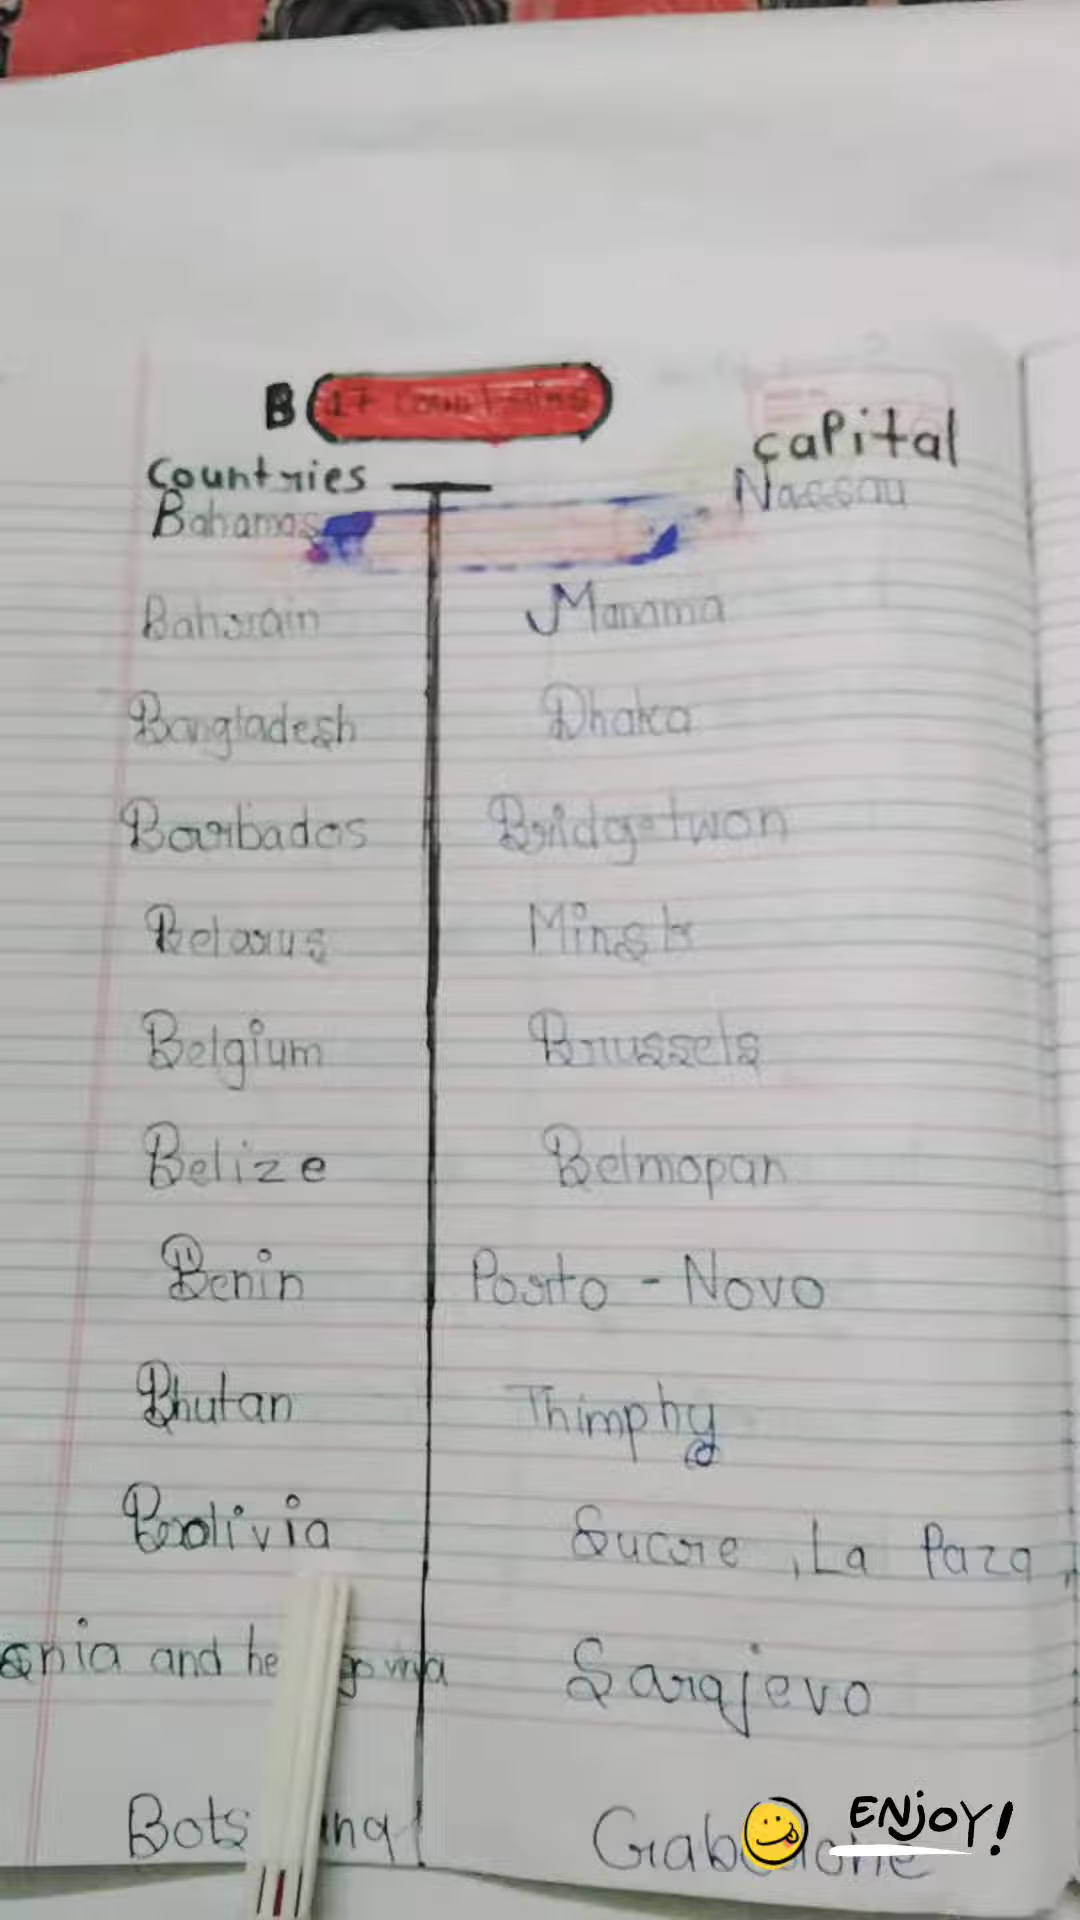 B 17 Countries
Countries capital
Bahamas Nassau
Bahrain Manama
Bangladesh Dhaka
Barbados Bridgetwon
Belarus Minsk
Belgium Brussels
Belize Belmopan
Benin Porto - Novo
Bhutan Thimphy
Bolivia Sucre , La Paza,
and Sarajevo
ENJOY!